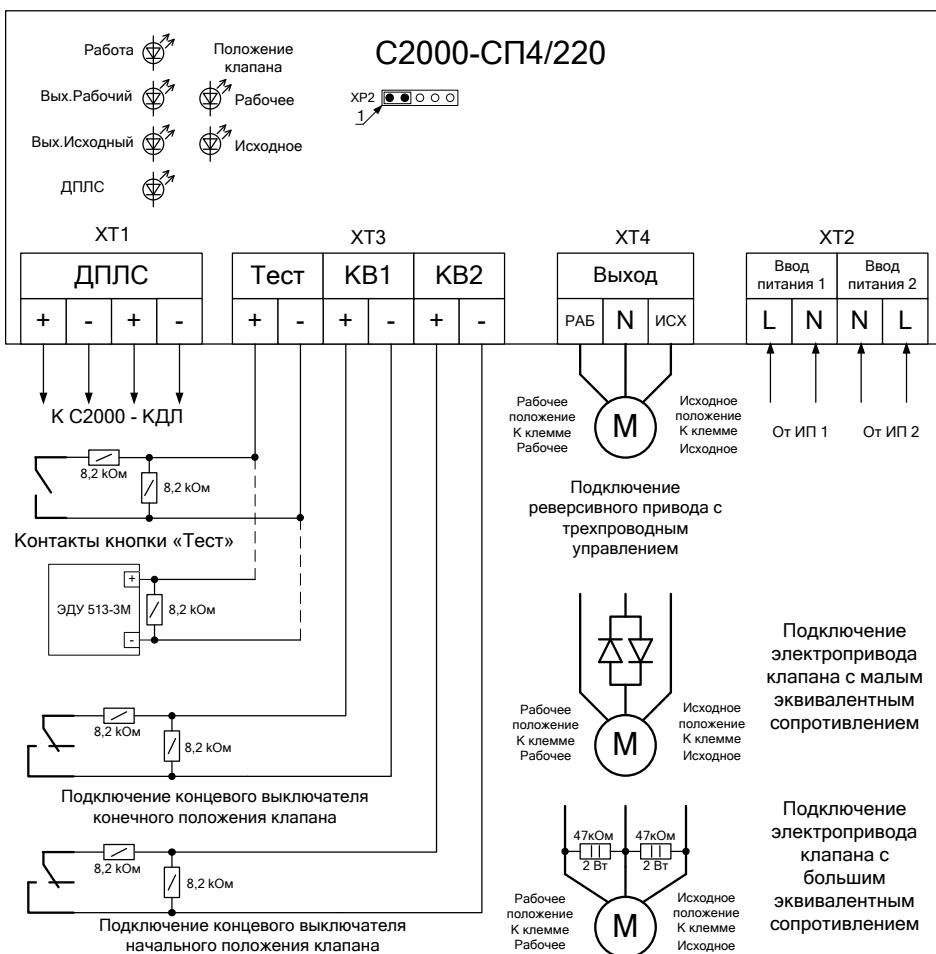 С2000-СП4/220
Работа
Положение
клапана
Вых.Рабочий
Рабочее
XP2
1
Вых.Исходный
Исходное
ДПЛС
XT1
XT3
XT4
XT2
ДПЛС
Тест
КВ1
КВ2
Выход
Ввод
питания 1
Ввод
питания 2
+ - + -
+ - + - + -
РАБ N ИСХ
L N N L
К С2000 - КДЛ
Рабочее
положение
К клемме
Рабочее
М
Исходное
положение
К клемме
Исходное
От ИП 1
От ИП 2
8,2 kОм
8,2 kОм
Контакты кнопки «Тест»
Подключение
реверсивного привода с
трехпроводным
управлением
+
ЭДУ 513-3М
8,2 kОм
-
Подключение
электропривода
клапана с малым
эквивалентным
сопротивлением
Рабочее
положение
К клемме
Рабочее
М
Исходное
положение
К клемме
Исходное
8,2 kОм
8,2 kОм
Подключение концевого выключателя
конечного положения клапана
47кОм
2 Вт
47кОм
2 Вт
Подключение
электропривода
клапана с
большим
эквивалентным
сопротивлением
8,2 kОм
8,2 kОм
Рабочее
положение
К клемме
Рабочее
М
Исходное
положение
К клемме
Исходное
Подключение концевого выключателя
начального положения клапана